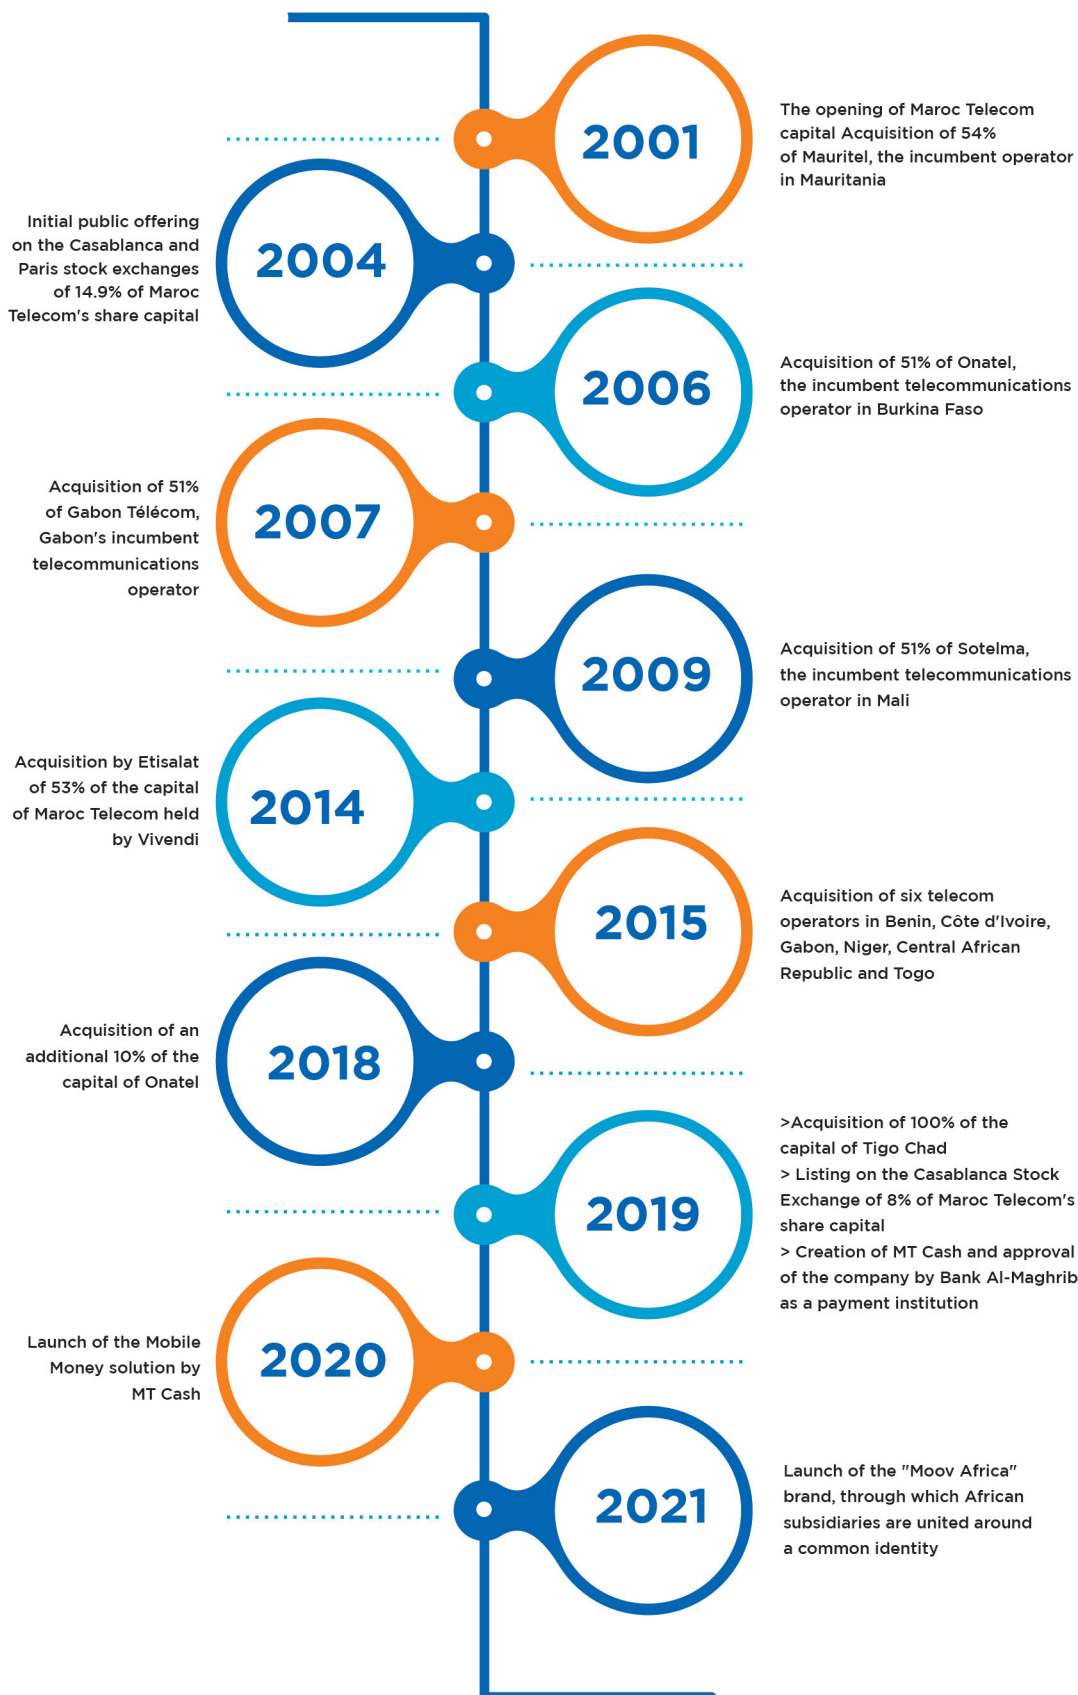 2001
The opening of Maroc Telecom
capital Acquisition of 54%
of Mauritel, the incumbent operator
in Mauritania
Initial public offering
on the Casablanca and
Paris stock exchanges
of 14.9% of Maroc
Telecom's share capital
2004
2006
Acquisition of 51% of Onatel,
the incumbent telecommunications
operator in Burkina Faso
Acquisition of 51%
of Gabon Télécom,
Gabon's incumbent
telecommunications
operator
2007
2009
Acquisition of 51% of Sotelma,
the incumbent telecommunications
operator in Mali
Acquisition by Etisalat
of 53% of the capital
of Maroc Telecom held
by Vivendi
2014
2015
Acquisition of six telecom
operators in Benin, Côte d'Ivoire,
Gabon, Niger, Central African
Republic and Togo
Acquisition of an
additional 10% of the
capital of Onatel
2018
2019
>Acquisition of 100% of the
capital of Tigo Chad
> Listing on the Casablanca Stock
Exchange of 8% of Maroc Telecom's
share capital
> Creation of MT Cash and approval
of the company by Bank Al-Maghrib
as a payment institution
Launch of the Mobile
Money solution by
MT Cash
2020
2021
Launch of the "Moov Africa"
brand, through which African
subsidiaries are united around
a common identity